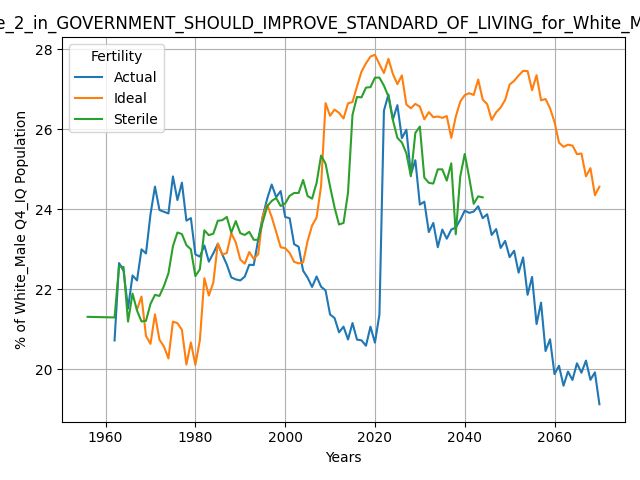 e_2_in_GOVERNMENT_SHOULD_IMPROVE_STANDARD_OF_LIVING_for_White_M
Fertility
Actual
Ideal
Sterile
% of White_Male Q4_IQ Population
28
26
24
22
20
1960
1980
2000
2020
2040
2060
Years